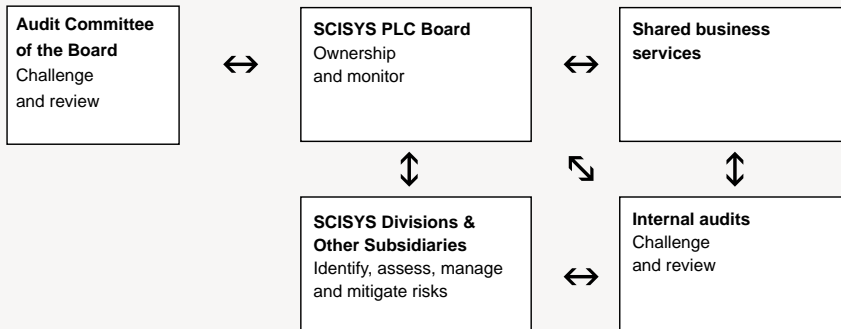 Audit Committee
of the Board
Challenge
and review
SCISYS PLC Board
Ownership
and monitor
Shared business
services
SCISYS Divisions &
Other Subsidiaries
Identify, assess, manage
and mitigate risks
Internal audits
Challenge
and review